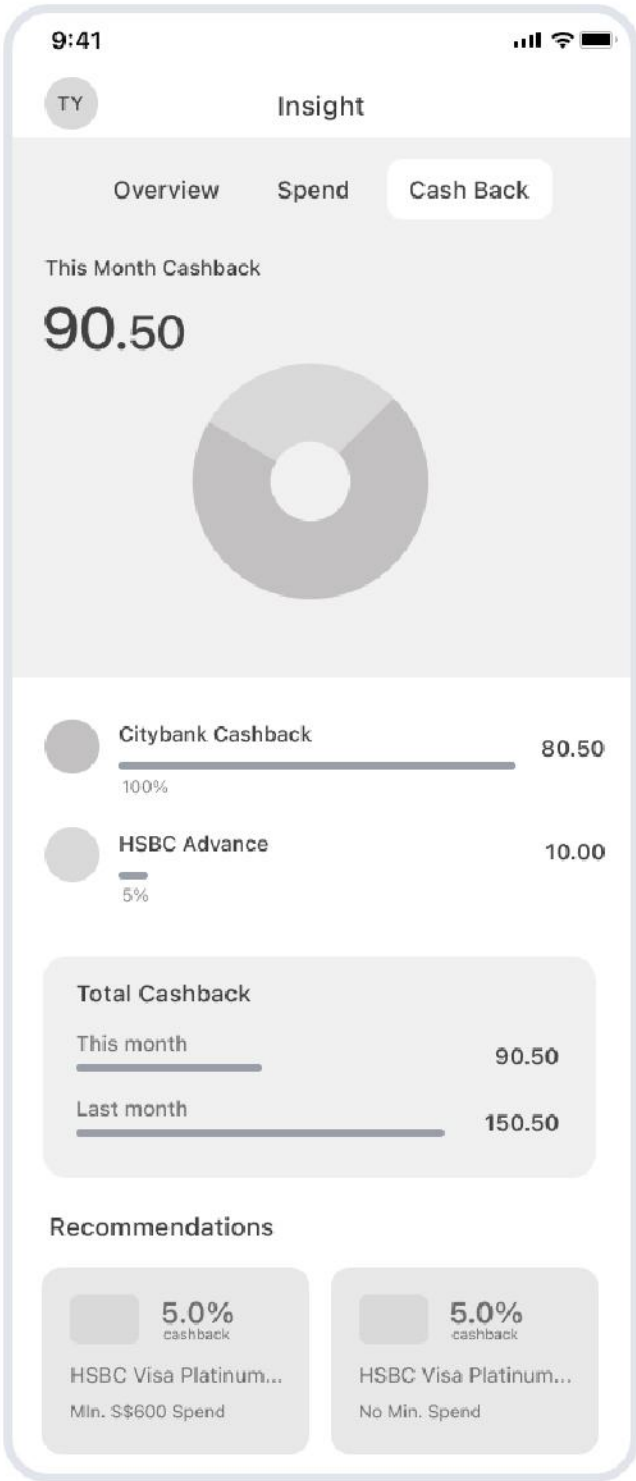 9:41
TY
Insight
Overview Spend Cash Back
This Month Cashback
90.50
Citybank Cashback
80.50
100%
HSBC Advance
10.00
5%
Total Cashback
This month
90.50
Last month
150.50
Recommendations
5.0%
cashback
HSBC Visa Platinum...
MIn. S$600 Spend
5.0%
cashback
HSBC Visa Platinum...
No Min. Spend